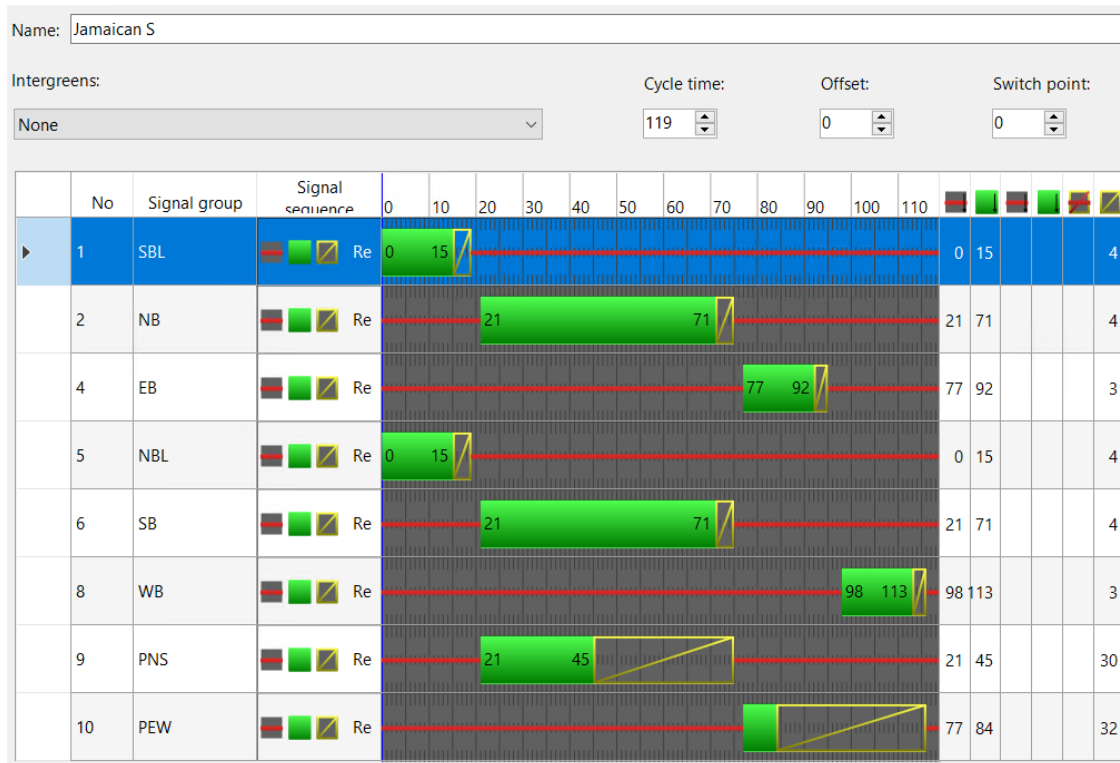 Name: Jamaican S
Intergreens: Cycle time: Offset: Switch point:
None 119 0 0
No Signal group Signal sequence 0 10 20 30 40 50 60 70 80 90 100 110
1 SBL Re 0 15 0 15 4
2 NB Re 21 71 21 71 4
4 EB Re 77 92 77 92 3
5 NBL Re 0 15 0 15 4
6 SB Re 21 71 21 71 4
8 WB Re 98 113 98 113 3
9 PNS Re 21 45 21 45 30
10 PEW Re 77 84 32